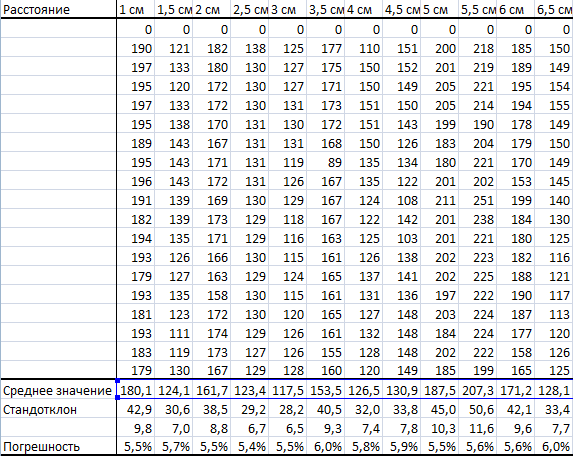 Расстояние 1 см 1,5 см 2 см 2,5 см 3 см 3,5 см 4 см 4,5 см 5 см 5,5 см 6 см 6,5 см
0 0 0 0 0 0 0 0 0 0 0 0
190 121 182 138 125 177 110 151 200 218 185 150
197 133 180 130 127 175 150 152 201 219 189 149
195 120 172 130 127 171 150 149 205 221 195 154
197 133 172 130 131 173 151 150 205 214 194 155
195 138 170 131 130 172 151 143 199 190 178 149
189 143 167 131 131 168 150 126 183 204 179 150
195 143 171 131 119 89 135 134 180 221 170 149
196 143 172 131 126 167 135 122 201 202 153 145
191 139 169 130 129 167 124 108 211 251 199 140
182 139 173 129 118 167 122 142 201 238 184 130
194 135 171 129 116 163 125 103 201 221 180 125
193 126 166 130 115 161 126 138 202 223 182 116
179 127 163 129 124 165 137 141 202 225 188 121
193 135 158 130 115 161 131 136 197 222 190 117
181 123 172 130 120 165 127 148 203 224 187 113
193 111 174 129 126 161 132 148 184 224 177 120
183 119 173 127 126 155 128 148 202 222 158 126
179 130 167 129 128 160 120 149 185 199 165 125
Среднее значение 180,1 124,1 161,7 123,4 117,5 153,5 126,5 130,9 187,5 207,3 171,2 128,1
Стандотклон 42,9 30,6 38,5 29,2 28,2 40,5 32,0 33,8 45,0 50,6 42,1 33,4
9,8 7,0 8,8 6,7 6,5 9,3 7,4 7,8 10,3 11,6 9,6 7,7
Погрешность 5,5% 5,7% 5,5% 5,4% 5,5% 6,0% 5,8% 5,9% 5,5% 5,6% 5,6% 6,0%